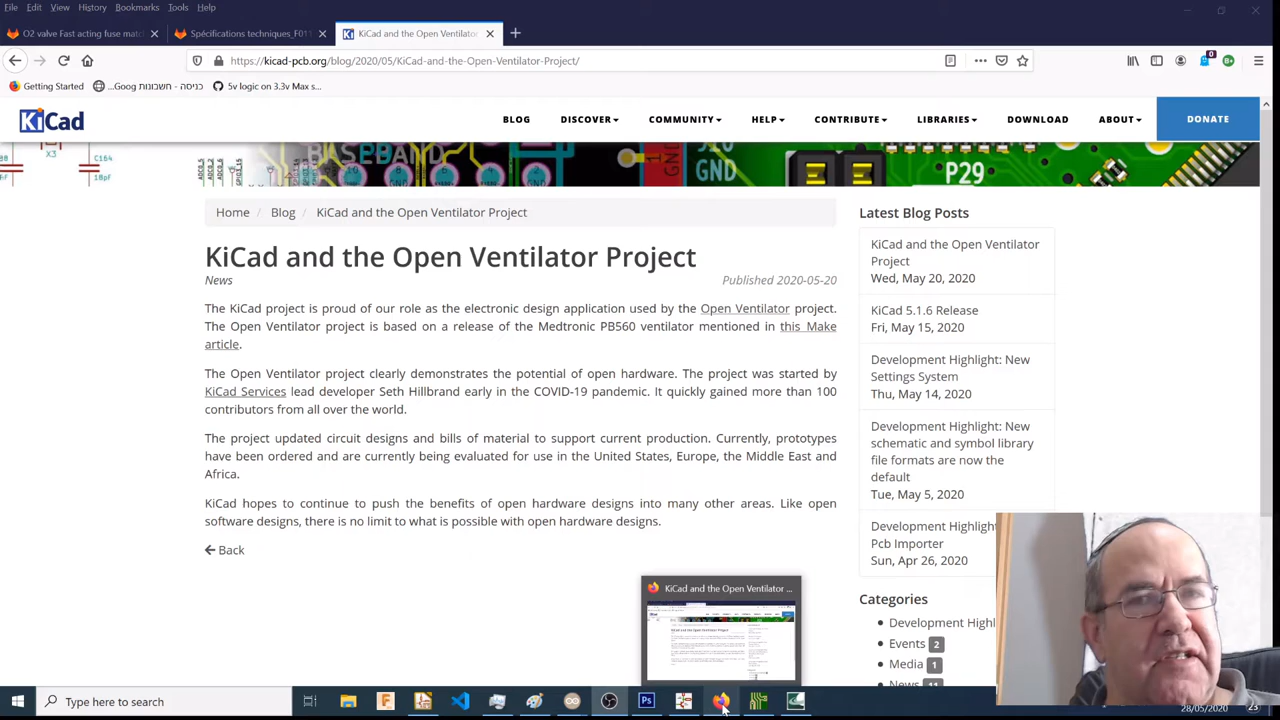 File Edit View History Bookmarks Tools Help
O2 valve Fast acting fuse match
Spécifications techniques_F011
KiCad and the Open Ventilator
https://kicad-pcb.org/blog/2020/05/KiCad-and-the-Open-Ventilator-Project/
0
Getting Started
כניסה - חשבונות Goog...
5v logic on 3.3v Max s...
KiCad
BLOG DISCOVER COMMUNITY HELP CONTRIBUTE LIBRARIES DOWNLOAD ABOUT DONATE
BASEBAND
GND
P29
X3
C164
18pF
GND
Home / Blog / KiCad and the Open Ventilator Project
KiCad and the Open Ventilator Project
News
Published 2020-05-20
The KiCad project is proud of our role as the electronic design application used by the Open Ventilator project.
The Open Ventilator project is based on a release of the Medtronic PB560 ventilator mentioned in this Make
article.
The Open Ventilator project clearly demonstrates the potential of open hardware. The project was started by
KiCad Services lead developer Seth Hillbrand early in the COVID-19 pandemic. It quickly gained more than 100
contributors from all over the world.
The project updated circuit designs and bills of material to support current production. Currently, prototypes
have been ordered and are currently being evaluated for use in the United States, Europe, the Middle East and
Africa.
KiCad hopes to continue to push the benefits of open hardware designs into many other areas. Like open
software designs, there is no limit to what is possible with open hardware designs.
Back
Latest Blog Posts
KiCad and the Open Ventilator
Project
Wed, May 20, 2020
KiCad 5.1.6 Release
Fri, May 15, 2020
Development Highlight: New
Settings System
Thu, May 14, 2020
Development Highlight: New
schematic and symbol library
file formats are now the
default
Tue, May 5, 2020
Development Highlight
Pcb Importer
Sun, Apr 26, 2020
Categories
Development Highl
Events 2
Media 1
News 11
KiCad and the Open Ventilator ...
Type here to search
Ps
28/05/2020
23